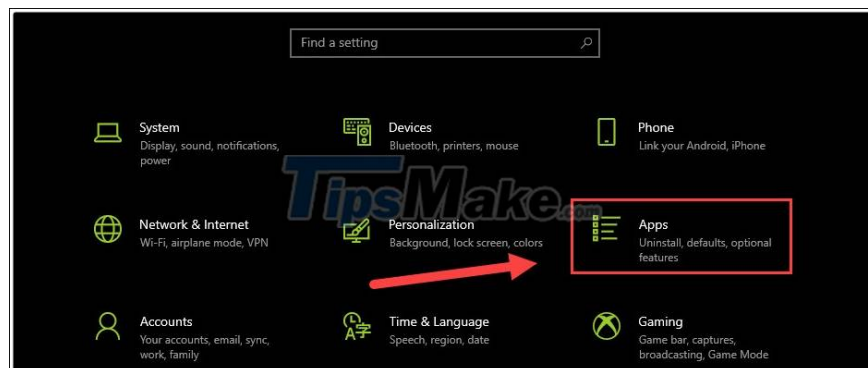 Find a setting
System
Display, sound, notifications,
power
Devices
Bluetooth, printers, mouse
Phone
Link your Android, iPhone
TipsMake.com
Network & Internet
Wi-Fi, airplane mode, VPN
Personalization
Background, lock screen, colors
Apps
Uninstall, defaults, optional
features
Accounts
Your accounts, email, sync,
work, family
Time & Language
Speech, region, date
Gaming
Game bar, captures,
broadcasting, Game Mode